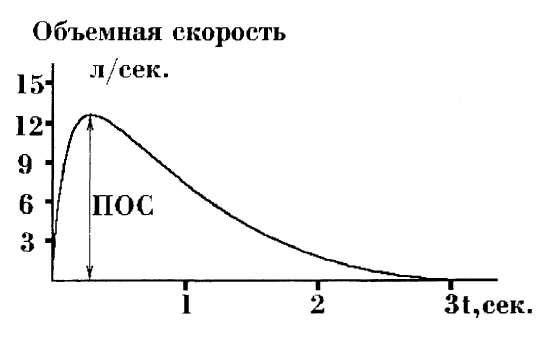 Объемная скорость
л/сек.
15
12
9
6
3
ПОС
1 2 3t,сек.